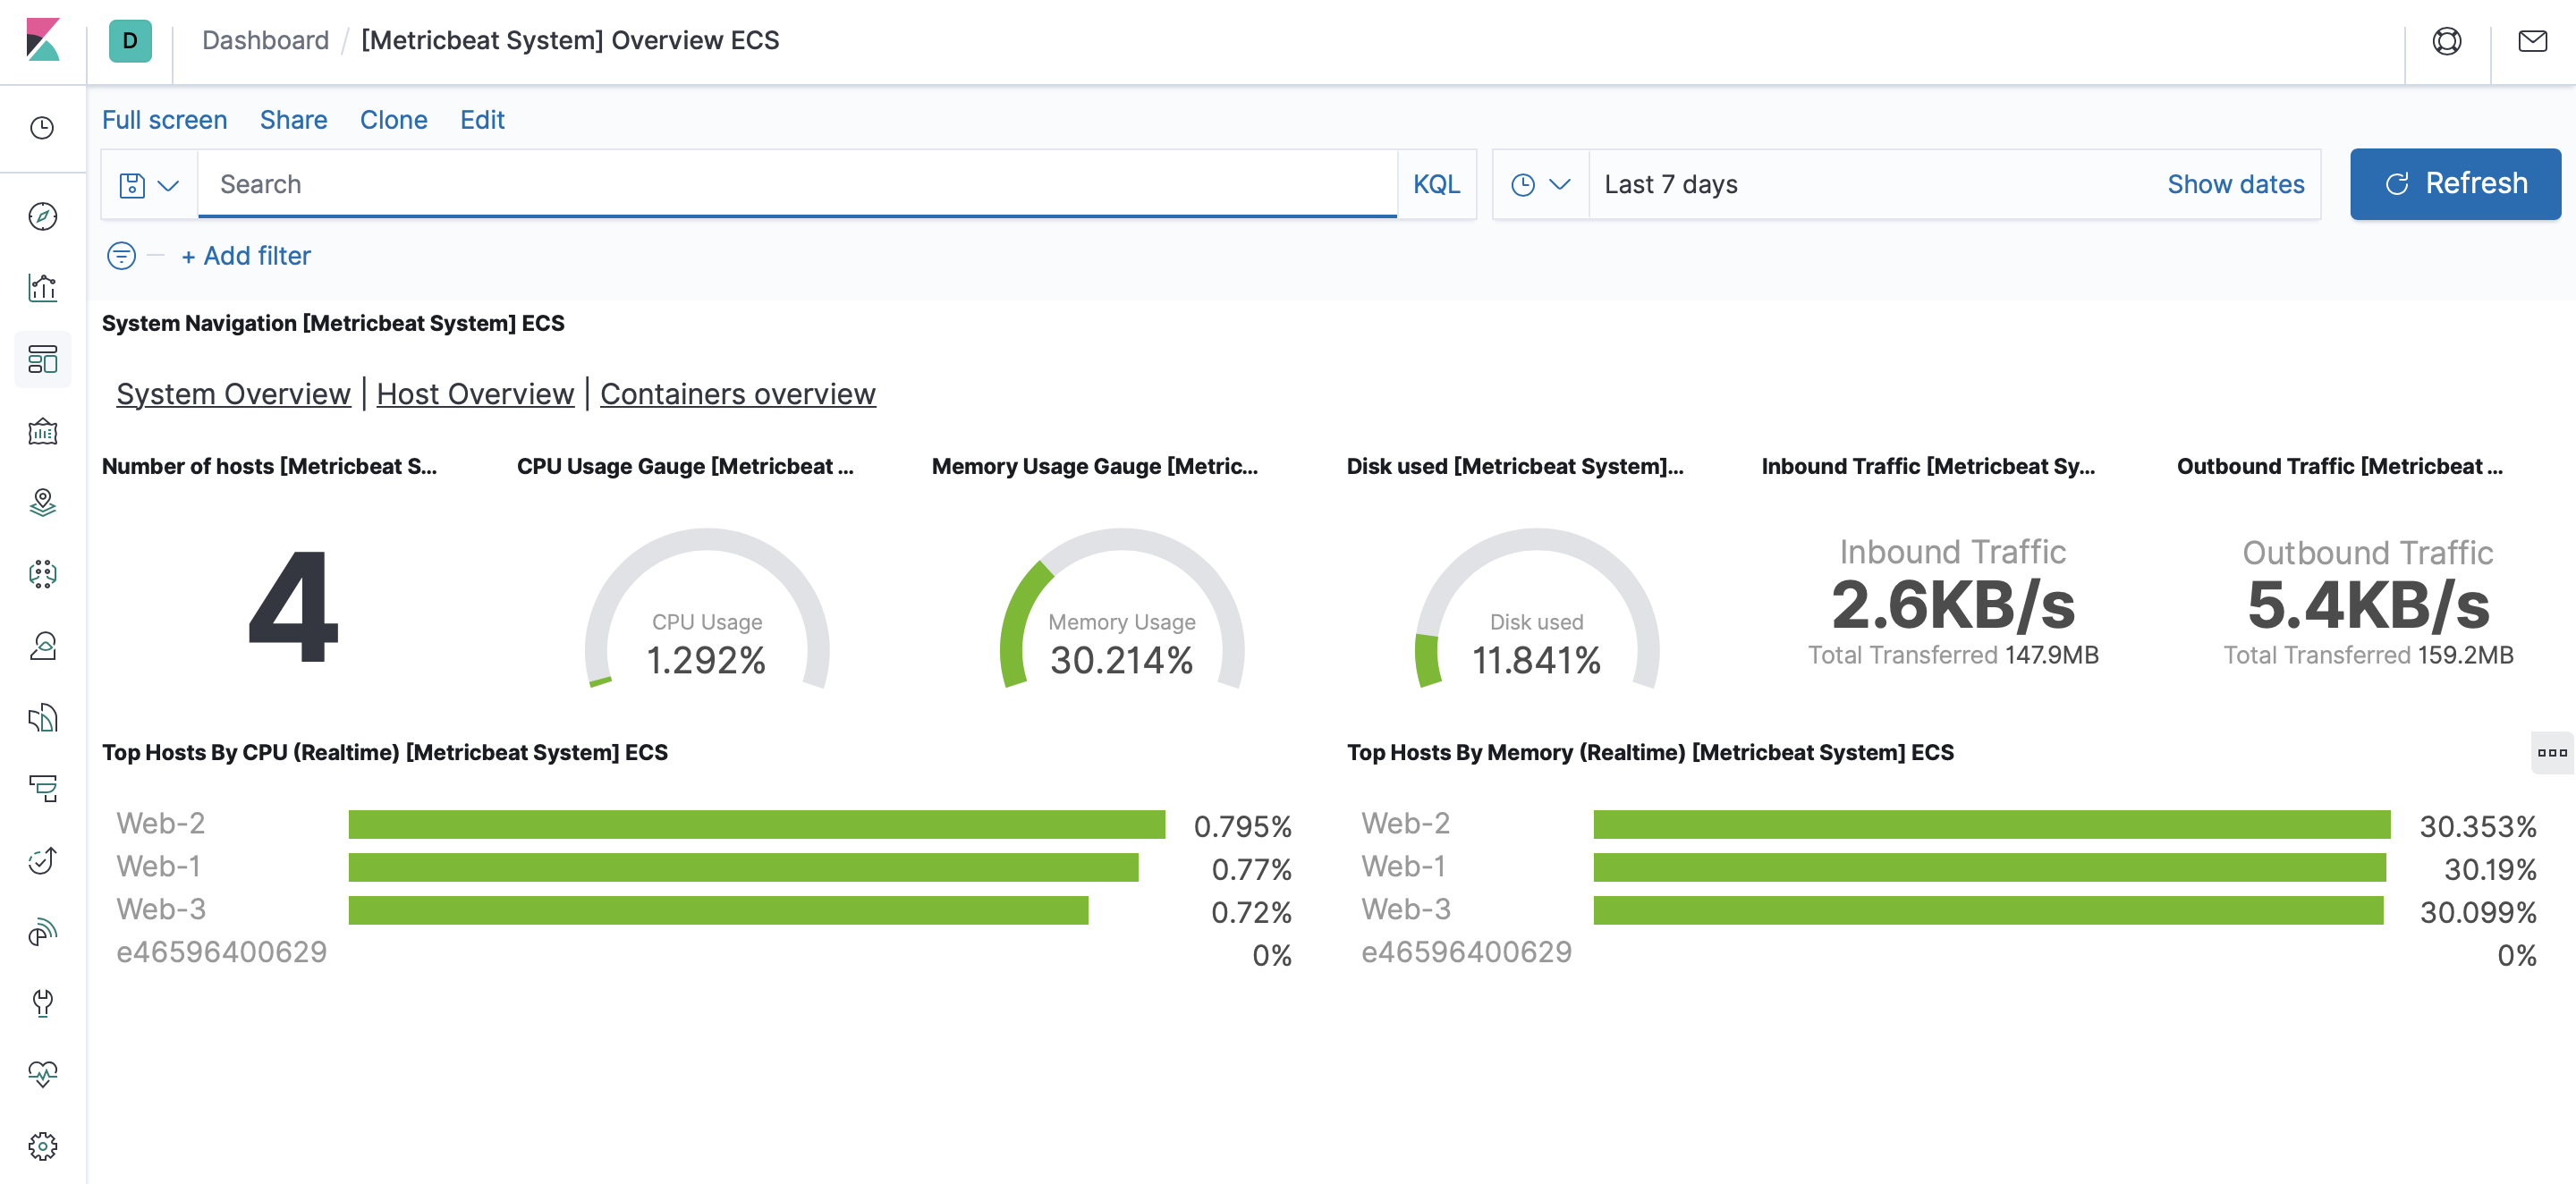 D Dashboard / [Metricbeat System] Overview ECS
Full screen Share Clone Edit
Search KQL Last 7 days Show dates Refresh
+ Add filter
System Navigation [Metricbeat System] ECS
System Overview | Host Overview | Containers overview
Number of hosts [Metricbeat S... CPU Usage Gauge [Metricbeat ... Memory Usage Gauge [Metric... Disk used [Metricbeat System]... Inbound Traffic [Metricbeat Sy... Outbound Traffic [Metricbeat ...
4
CPU Usage
1.292%
Memory Usage
30.214%
Disk used
11.841%
Inbound Traffic
2.6KB/s
Total Transferred 147.9MB
Outbound Traffic
5.4KB/s
Total Transferred 159.2MB
Top Hosts By CPU (Realtime) [Metricbeat System] ECS
Web-2 0.795%
Web-1 0.77%
Web-3 0.72%
e46596400629 0%
Top Hosts By Memory (Realtime) [Metricbeat System] ECS
Web-2 30.353%
Web-1 30.19%
Web-3 30.099%
e46596400629 0%